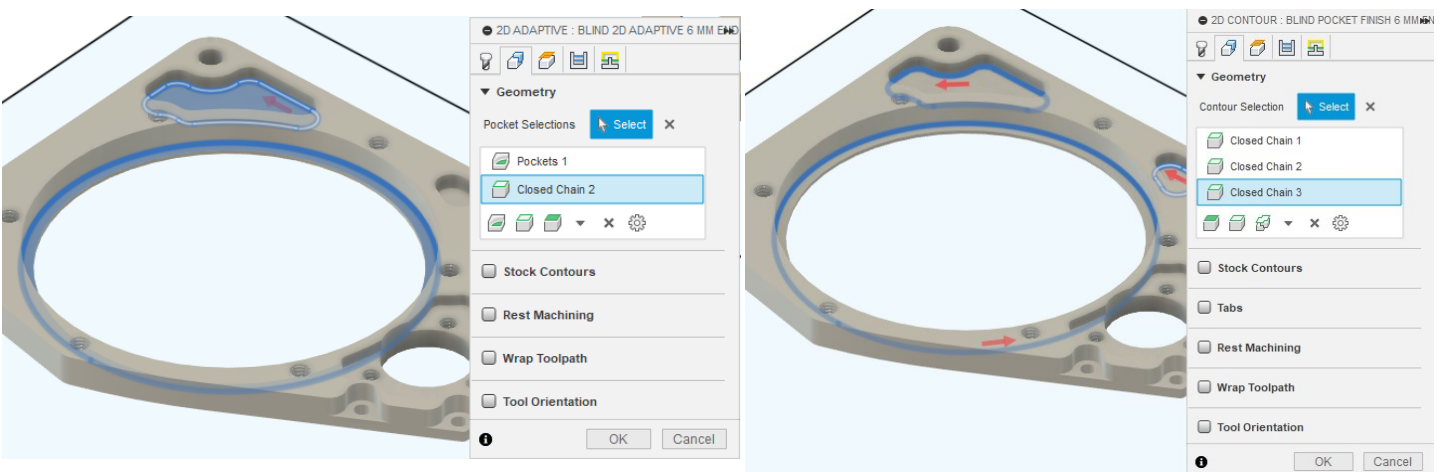 2D ADAPTIVE : BLIND 2D ADAPTIVE 6 MM END
Geometry
Pocket Selections Select
Pockets 1
Closed Chain 2
Stock Contours
Rest Machining
Wrap Toolpath
Tool Orientation
OK Cancel
2D CONTOUR : BLIND POCKET FINISH 6 MM EN
Geometry
Contour Selection Select
Closed Chain 1
Closed Chain 2
Closed Chain 3
Stock Contours
Tabs
Rest Machining
Wrap Toolpath
Tool Orientation
OK Cancel